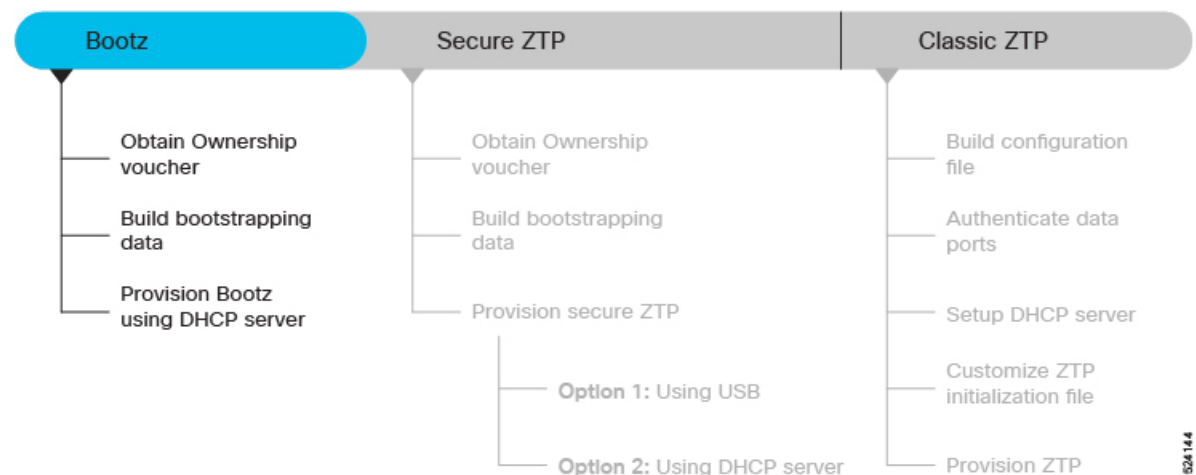 Bootz
Secure ZTP
Classic ZTP
Obtain Ownership
voucher
Build bootstrapping
data
Provision Bootz
using DHCP server
Obtain Ownership
voucher
Build bootstrapping
data
Provision secure ZTP
Option 1: Using USB
Option 2: Using DHCP server
Build configuration
file
Authenticate data
ports
Setup DHCP server
Customize ZTP
initialization file
Provision ZTP
524144